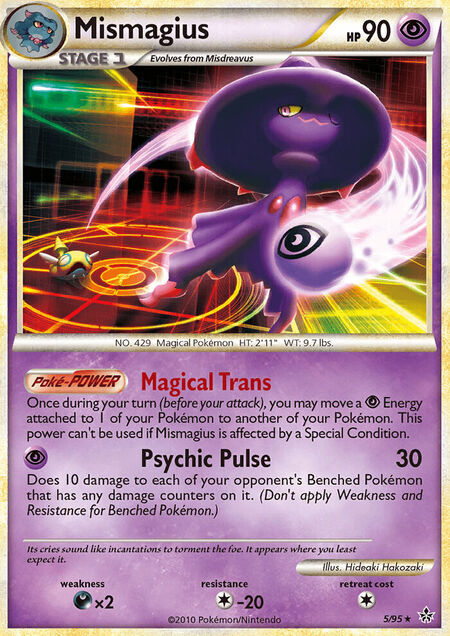 Mismagius HP 90
STAGE 1 Evolves from Misdreavus
NO. 429 Magical Pokémon HT: 2'11" WT: 9.7 lbs.
Poké-POWER Magical Trans
Once during your turn (before your attack), you may move a Energy
attached to 1 of your Pokémon to another of your Pokémon. This
power can't be used if Mismagius is affected by a Special Condition.
Psychic Pulse 30
Does 10 damage to each of your opponent's Benched Pokémon
that has any damage counters on it. (Don't apply Weakness and
Resistance for Benched Pokémon.)
Its cries sound like incantations to torment the foe. It appears where you least
expect it.
Illus. Hideaki Hakozaki
weakness resistance retreat cost
×2 -20
©2010 Pokémon/Nintendo 5/95 ★